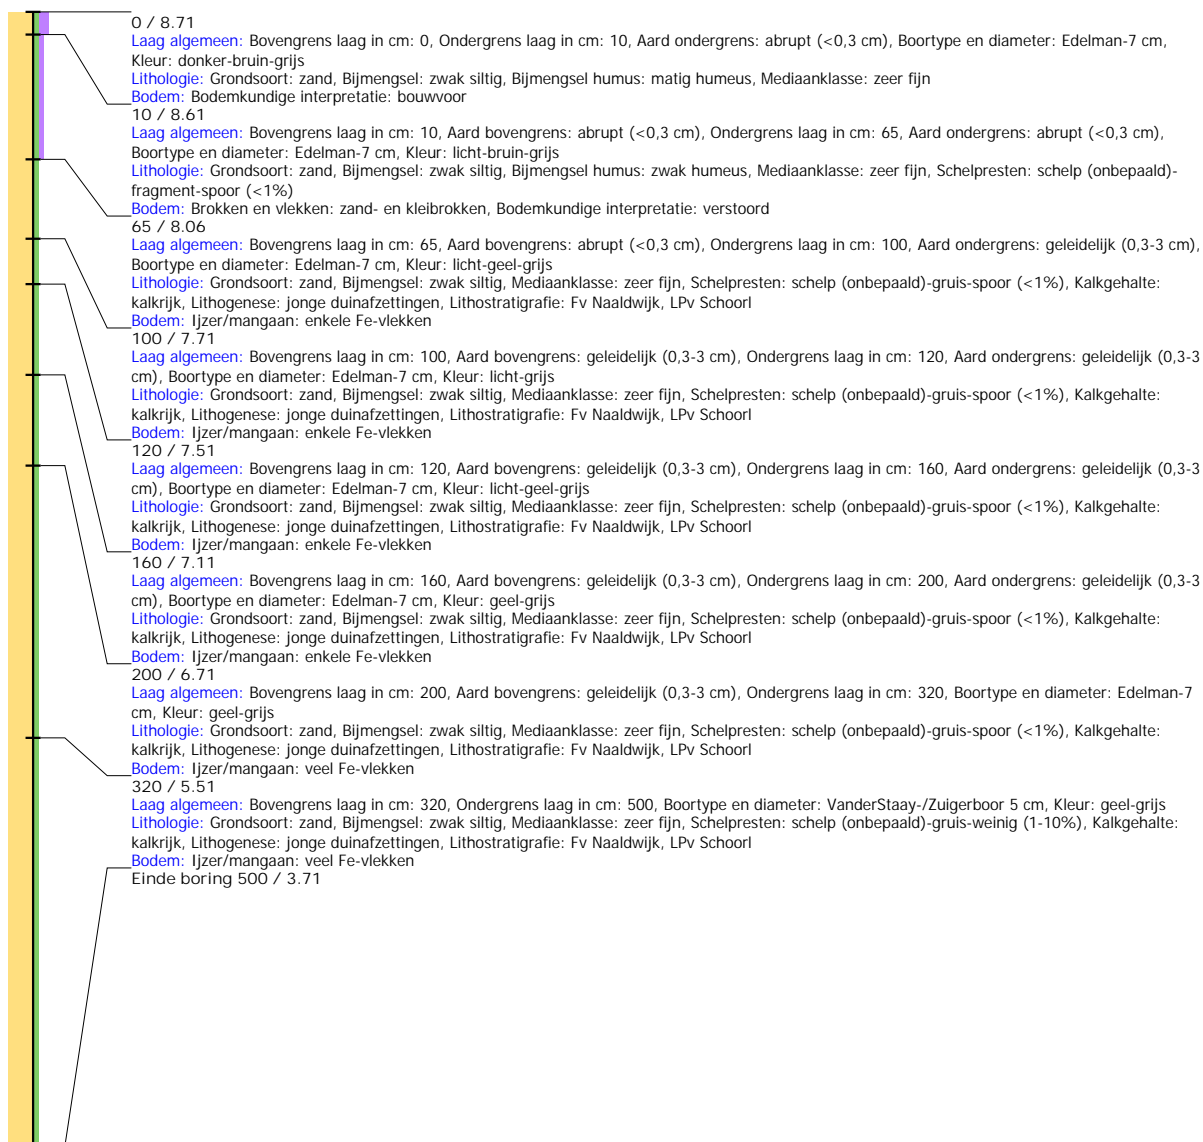 0 / 8.71
Laag algemeen: Bovengrens laag in cm: 0, Ondergrens laag in cm: 10, Aard ondergrens: abrupt (<0,3 cm), Boortype en diameter: Edelman-7 cm,
Kleur: donker-bruin-grijs
Lithologie: Grondsoort: zand, Bijmengsel: zwak siltig, Bijmengsel humus: matig humeus, Mediaanklasse: zeer fijn
Bodem: Bodemkundige interpretatie: bouwvoor
10 / 8.61
Laag algemeen: Bovengrens laag in cm: 10, Aard bovengrens: abrupt (<0,3 cm), Ondergrens laag in cm: 65, Aard ondergrens: abrupt (<0,3 cm),
Boortype en diameter: Edelman-7 cm, Kleur: licht-bruin-grijs
Lithologie: Grondsoort: zand, Bijmengsel: zwak siltig, Bijmengsel humus: zwak humeus, Mediaanklasse: zeer fijn, Schelpresten: schelp (onbepaald)-
fragment-spoor (<1%)
Bodem: Brokken en vlekken: zand- en kleibrokken, Bodemkundige interpretatie: verstoord
65 / 8.06
Laag algemeen: Bovengrens laag in cm: 65, Aard bovengrens: abrupt (<0,3 cm), Ondergrens laag in cm: 100, Aard ondergrens: geleidelijk (0,3-3 cm),
Boortype en diameter: Edelman-7 cm, Kleur: licht-geel-grijs
Lithologie: Grondsoort: zand, Bijmengsel: zwak siltig, Mediaanklasse: zeer fijn, Schelpresten: schelp (onbepaald)-gruis-spoor (<1%), Kalkgehalte:
kalkrijk, Lithogenese: jonge duinafzettingen, Lithostratigrafie: Fv Naaldwijk, LPv Schoorl
Bodem: Ijzer/mangaan: enkele Fe-vlekken
100 / 7.71
Laag algemeen: Bovengrens laag in cm: 100, Aard bovengrens: geleidelijk (0,3-3 cm), Ondergrens laag in cm: 120, Aard ondergrens: geleidelijk (0,3-3
cm), Boortype en diameter: Edelman-7 cm, Kleur: licht-grijs
Lithologie: Grondsoort: zand, Bijmengsel: zwak siltig, Mediaanklasse: zeer fijn, Schelpresten: schelp (onbepaald)-gruis-spoor (<1%), Kalkgehalte:
kalkrijk, Lithogenese: jonge duinafzettingen, Lithostratigrafie: Fv Naaldwijk, LPv Schoorl
Bodem: Ijzer/mangaan: enkele Fe-vlekken
120 / 7.51
Laag algemeen: Bovengrens laag in cm: 120, Aard bovengrens: geleidelijk (0,3-3 cm), Ondergrens laag in cm: 160, Aard ondergrens: geleidelijk (0,3-3
cm), Boortype en diameter: Edelman-7 cm, Kleur: licht-geel-grijs
Lithologie: Grondsoort: zand, Bijmengsel: zwak siltig, Mediaanklasse: zeer fijn, Schelpresten: schelp (onbepaald)-gruis-spoor (<1%), Kalkgehalte:
kalkrijk, Lithogenese: jonge duinafzettingen, Lithostratigrafie: Fv Naaldwijk, LPv Schoorl
Bodem: Ijzer/mangaan: enkele Fe-vlekken
160 / 7.11
Laag algemeen: Bovengrens laag in cm: 160, Aard bovengrens: geleidelijk (0,3-3 cm), Ondergrens laag in cm: 200, Aard ondergrens: geleidelijk (0,3-3
cm), Boortype en diameter: Edelman-7 cm, Kleur: geel-grijs
Lithologie: Grondsoort: zand, Bijmengsel: zwak siltig, Mediaanklasse: zeer fijn, Schelpresten: schelp (onbepaald)-gruis-spoor (<1%), Kalkgehalte:
kalkrijk, Lithogenese: jonge duinafzettingen, Lithostratigrafie: Fv Naaldwijk, LPv Schoorl
Bodem: Ijzer/mangaan: enkele Fe-vlekken
200 / 6.71
Laag algemeen: Bovengrens laag in cm: 200, Aard bovengrens: geleidelijk (0,3-3 cm), Ondergrens laag in cm: 320, Boortype en diameter: Edelman-7
cm, Kleur: geel-grijs
Lithologie: Grondsoort: zand, Bijmengsel: zwak siltig, Mediaanklasse: zeer fijn, Schelpresten: schelp (onbepaald)-gruis-spoor (<1%), Kalkgehalte:
kalkrijk, Lithogenese: jonge duinafzettingen, Lithostratigrafie: Fv Naaldwijk, LPv Schoorl
Bodem: Ijzer/mangaan: veel Fe-vlekken
320 / 5.51
Laag algemeen: Bovengrens laag in cm: 320, Ondergrens laag in cm: 500, Boortype en diameter: VanderStaay-/Zuigerboor 5 cm, Kleur: geel-grijs
Lithologie: Grondsoort: zand, Bijmengsel: zwak siltig, Mediaanklasse: zeer fijn, Schelpresten: schelp (onbepaald)-gruis-weinig (1-10%), Kalkgehalte:
kalkrijk, Lithogenese: jonge duinafzettingen, Lithostratigrafie: Fv Naaldwijk, LPv Schoorl
Bodem: Ijzer/mangaan: veel Fe-vlekken
Einde boring 500 / 3.71